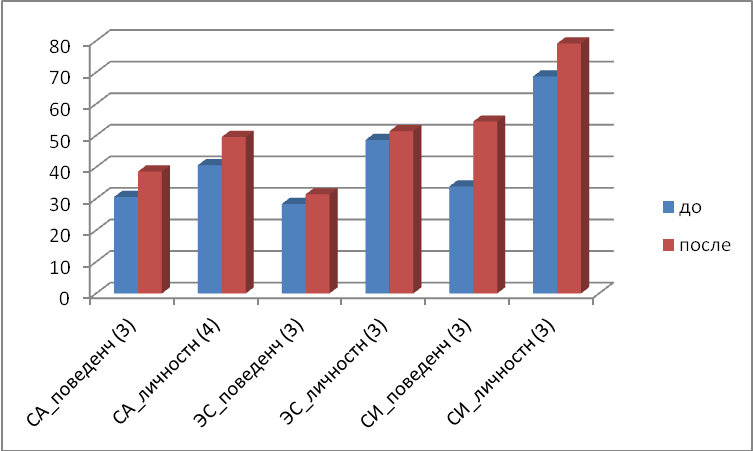 80
70
60
50
40
30
20
10
0
СА_поведенч (3)
СА_личностн (4)
ЭС_поведенч (3)
ЭС_личностн (3)
СИ_поведенч (3)
СИ_личностн (3)
до
после